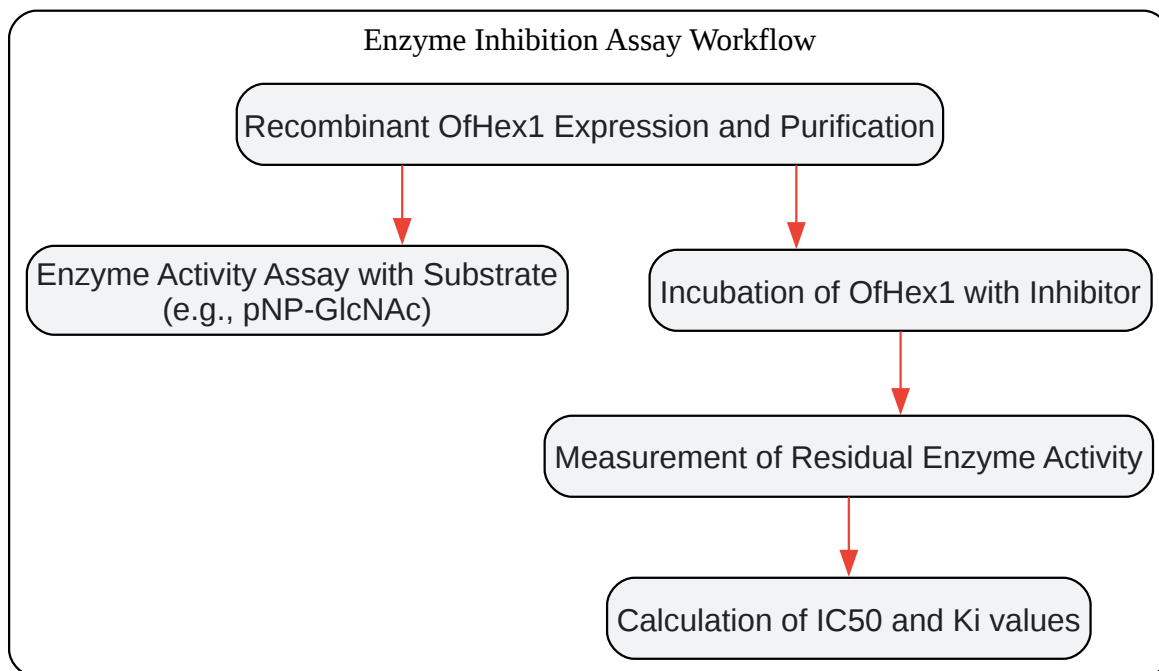 Enzyme Inhibition Assay Workflow
Recombinant OfHex1 Expression and Purification
Enzyme Activity Assay with Substrate
(e.g., pNP-GlcNAc)
Incubation of OfHex1 with Inhibitor
Measurement of Residual Enzyme Activity
Calculation of IC50 and Ki values